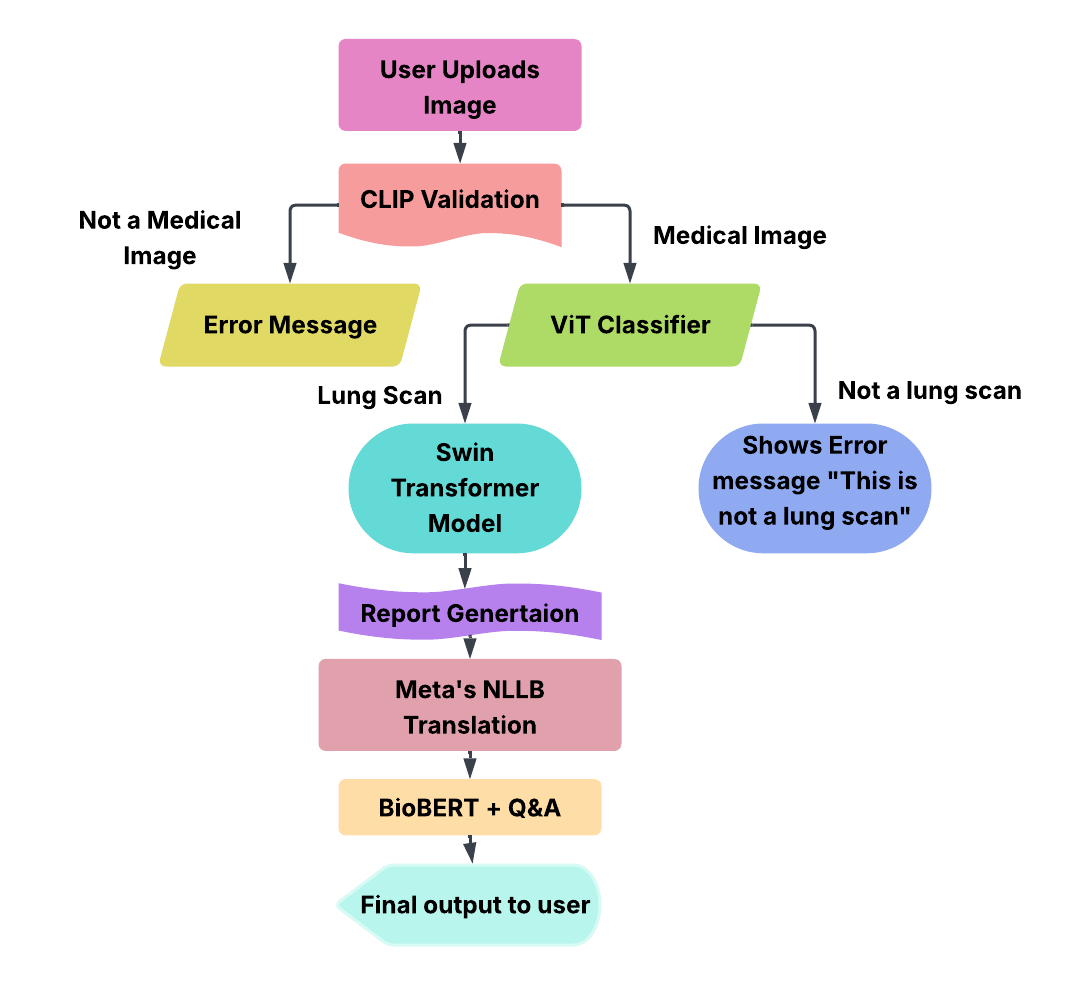 User Uploads
Image
CLIP Validation
Not a Medical
Image
Medical Image
Error Message
ViT Classifier
Lung Scan
Not a lung scan
Swin
Transformer
Model
Shows Error
message "This is
not a lung scan"
Report Genertaion
Meta's NLLB
Translation
BioBERT + Q&A
Final output to user